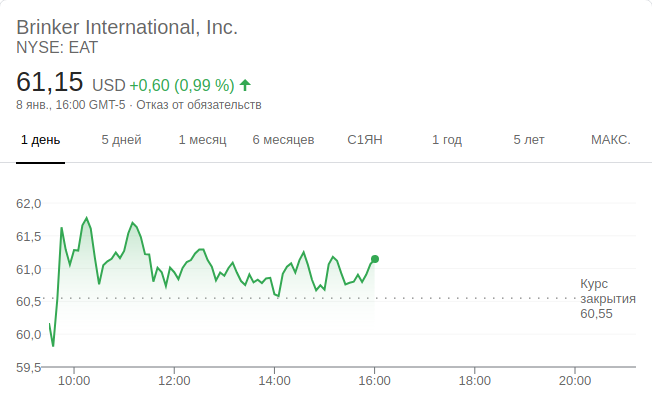 Brinker International, Inc.
NYSE: EAT
61,15 USD +0,60 (0,99 %)
8 янв., 16:00 GMT-5 · Отказ от обязательств
1 день 5 дней 1 месяц 6 месяцев С1ЯН 1 год 5 лет МАКС.
62,0
61,5
61,0
60,5
60,0
59,5
Курс
закрытия
60,55
10:00 12:00 14:00 16:00 18:00 20:00